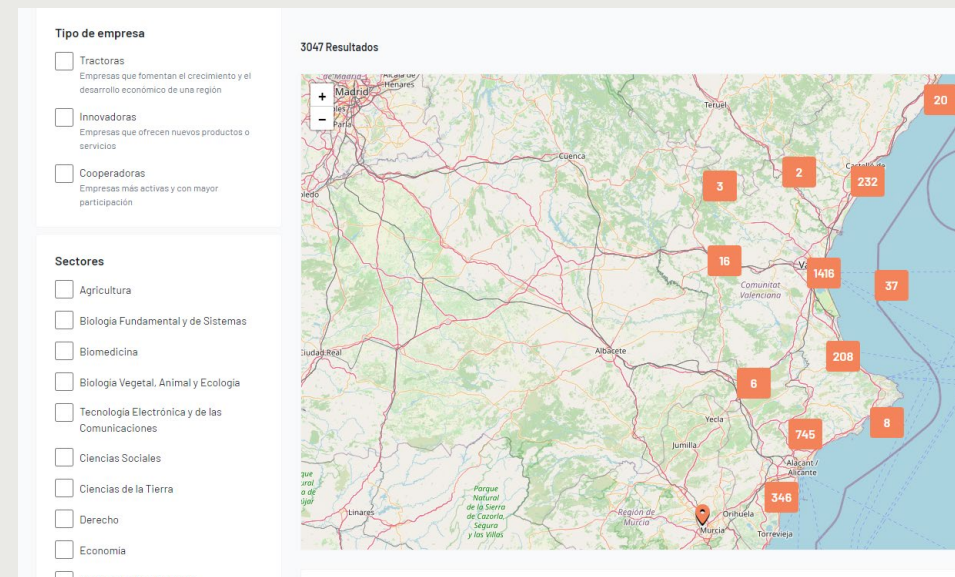 Tipo de empresa
Tractoras
Empresas que fomentan el crecimiento y el
desarrollo económico de una región
Innovadoras
Empresas que ofrecen nuevos productos o
servicios
Cooperadoras
Empresas más activas y con mayor
participación
Sectores
Agricultura
Biología Fundamental y de Sistemas
Biomedicina
Biología Vegetal, Animal y Ecología
Tecnología Electrónica y de las
Comunicaciones
Ciencias Sociales
Ciencias de la Tierra
Derecho
Economía
3047 Resultados
+
−
Madrid
Henares
Parla
Teruel
20
Cuenca
2
3
232
16
1416
37
Comunitat
Valenciana
Ciudad Real
Albacete
208
6
Yecla
8
745
Jumilla
Alacant /
Alicante
Parque
Natural
de la Sierra
de Cazorla,
Segura
y las Villas
346
Linares
Región de
Murcia
Orihuela
Murcia
Torrevieja